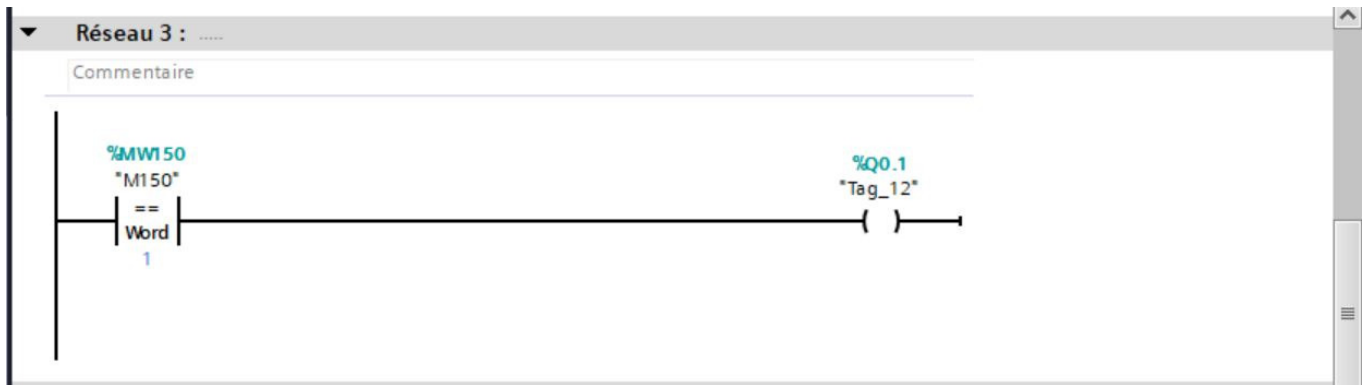 Réseau 3 : .....
Commentaire
%MW150
"M150"
==
Word
1
%Q0.1
"Tag_12"
( )